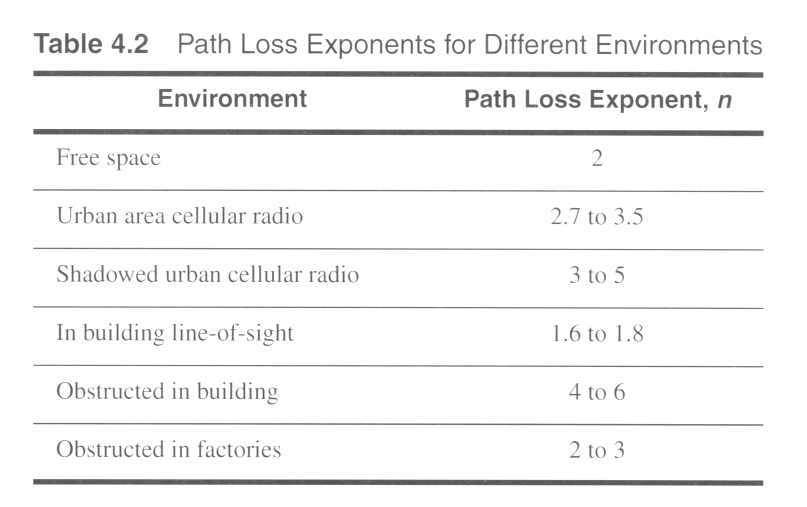 Table 4.2 Path Loss Exponents for Different Environments
Environment Path Loss Exponent, n
Free space 2
Urban area cellular radio 2.7 to 3.5
Shadowed urban cellular radio 3 to 5
In building line-of-sight 1.6 to 1.8
Obstructed in building 4 to 6
Obstructed in factories 2 to 3